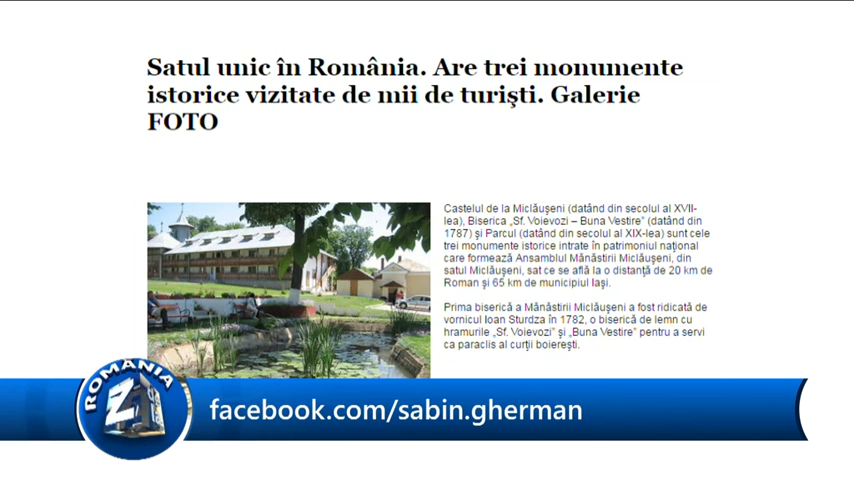 Satul unic în România. Are trei monumente
istorice vizitate de mii de turişti. Galerie
FOTO
Castelul de la Miclăuşeni (datând din secolul al XVII-
lea), Biserica „Sf. Voievozi – Buna Vestire” (datând din
1787) şi Parcul (datând din secolul al XIX-lea) sunt cele
trei monumente istorice intrate în patrimoniul naţional
care formează Ansamblul Mănăstirii Miclăuşeni, din
satul Miclăuşeni, sat ce se află la o distanţă de 20 km de
Roman şi 65 km de municipiul Iaşi.
Prima biserică a Mănăstirii Miclăuşeni a fost ridicată de
vornicul Ioan Sturdza în 1782, o biserică de lemn cu
hramurile „Sf. Voievozi” şi „Buna Vestire” pentru a servi
ca paraclis al curţii boiereşti.
ROMANIA
Z
facebook.com/sabin.gherman